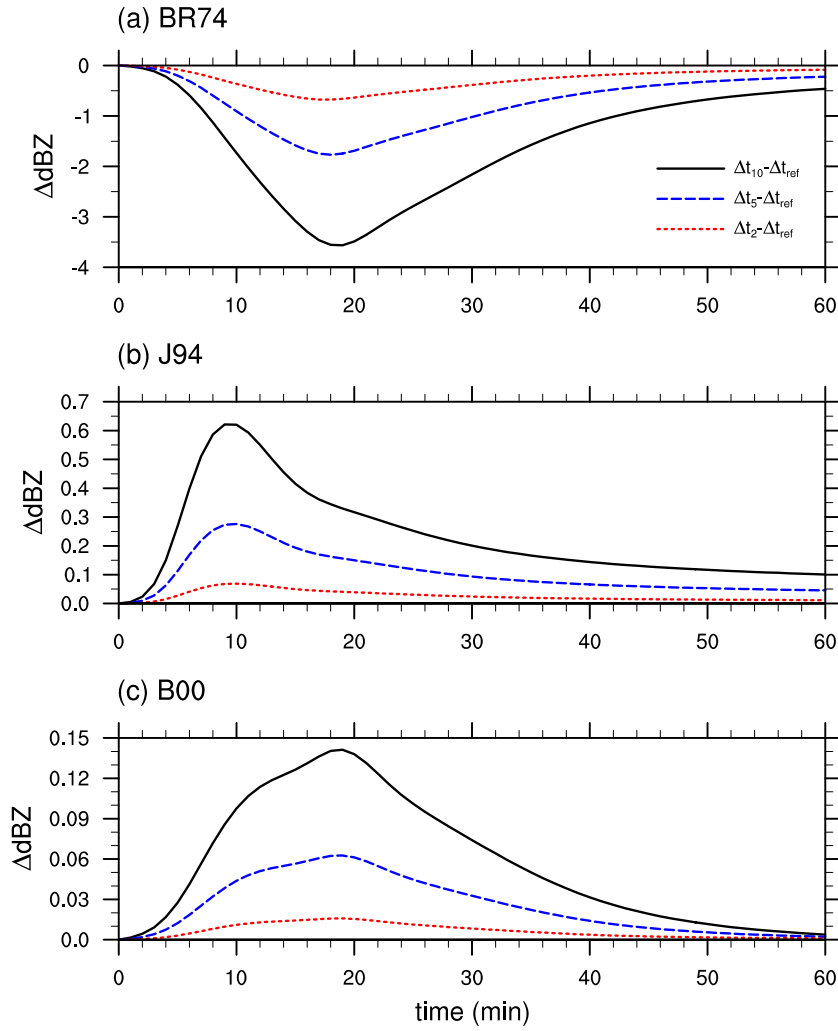 (a) BR74
0
-1
-2
-3
-4
ΔdBZ
Δt10-Δtref
Δt5-Δtref
Δt2-Δtref
0 10 20 30 40 50 60
(b) J94
0.7
0.6
0.5
0.4
0.3
0.2
0.1
0.0
ΔdBZ
0 10 20 30 40 50 60
(c) B00
0.15
0.12
0.09
0.06
0.03
0.0
ΔdBZ
0 10 20 30 40 50 60
time (min)